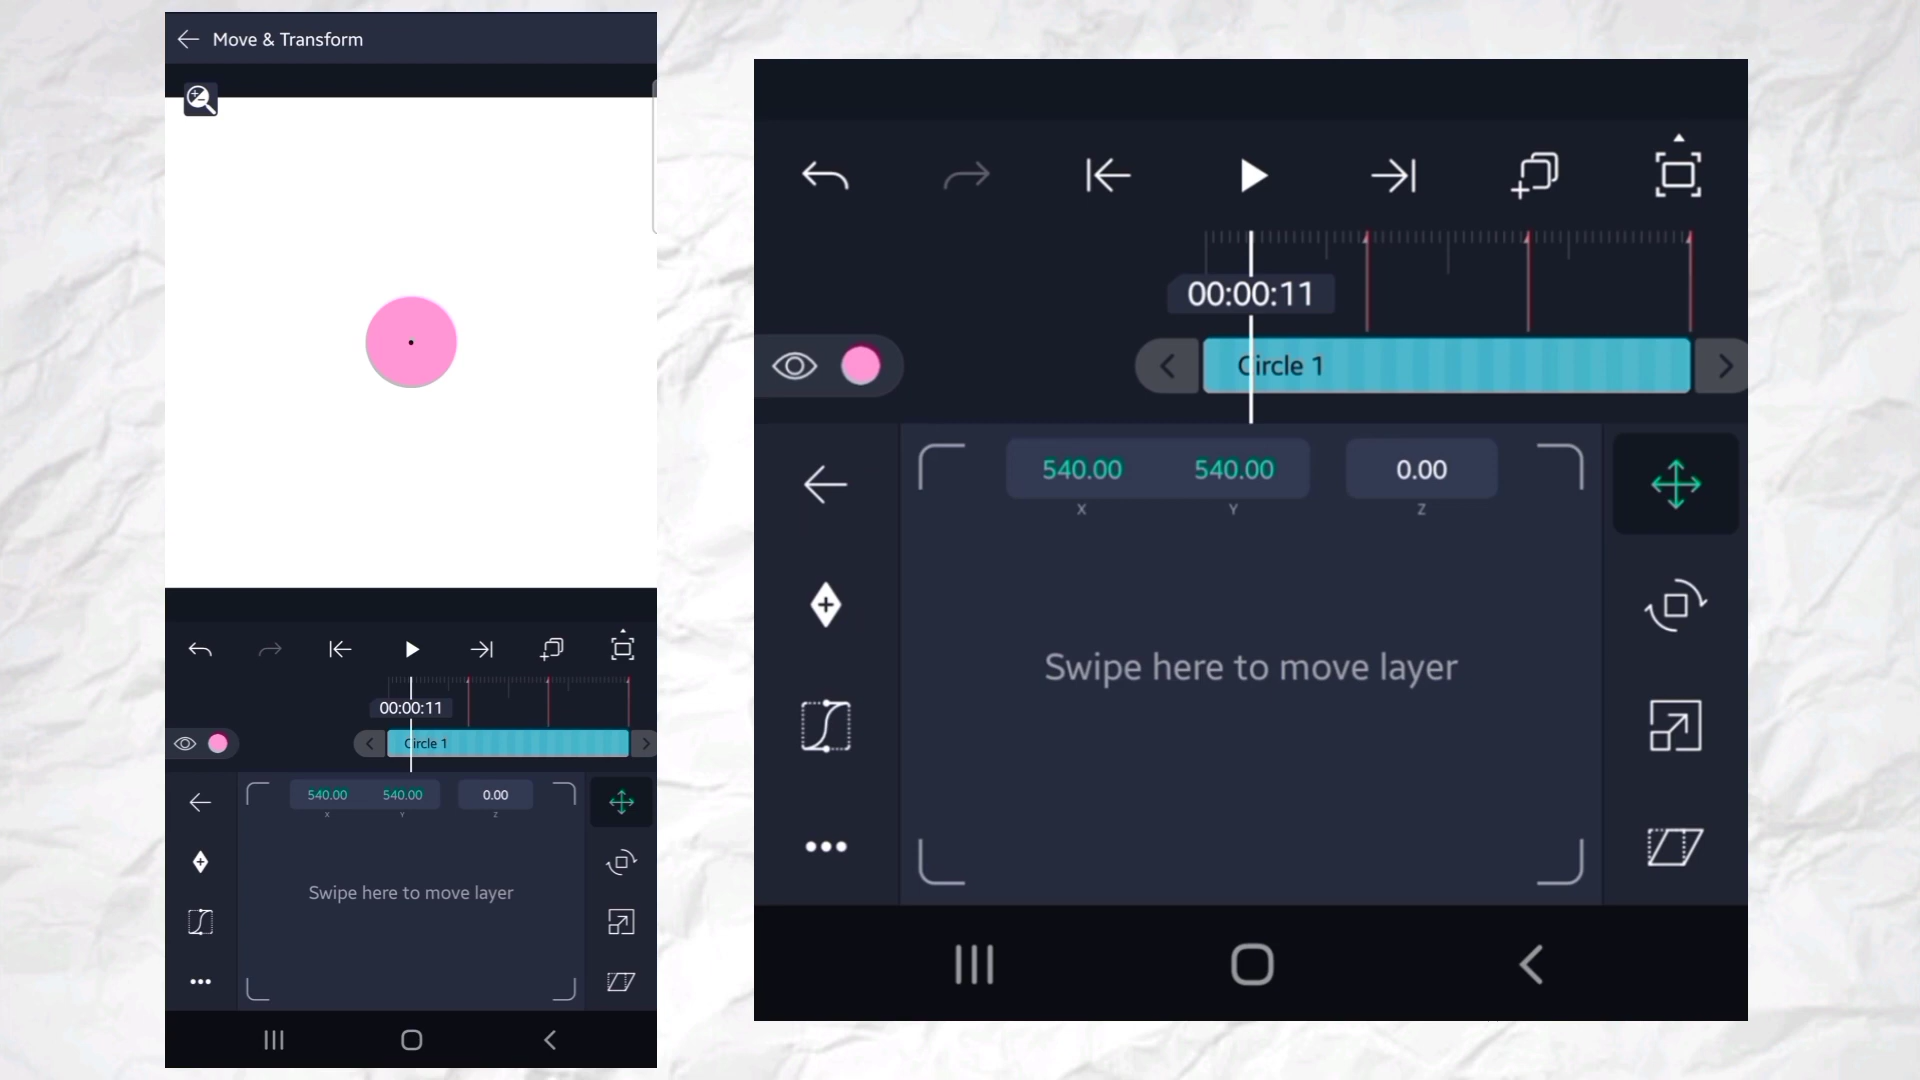 Move & Transform
00:00:11
Circle 1
540.00 540.00 0.00
X Y Z
Swipe here to move layer
00:00:11
Circle 1
540.00 540.00 0.00
X Y Z
Swipe here to move layer